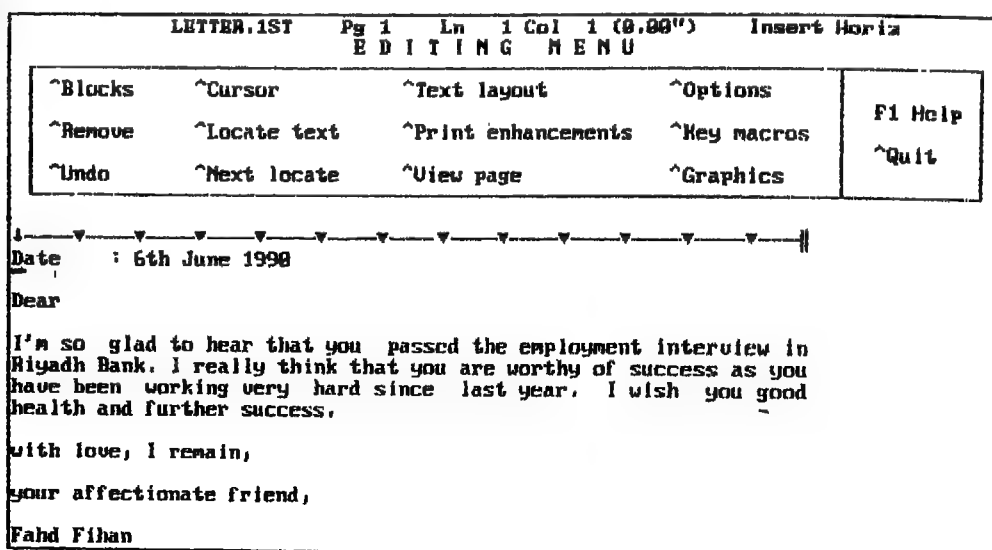 LETTER.1ST Pg 1 Ln 1 Col 1 (0.00") Insert Horiz
E D I T I N G M E N U
^Blocks ^Cursor ^Text layout ^Options F1 Help
^Remove ^Locate text ^Print enhancements ^Key macros ^Quit
^Undo ^Next locate ^View page ^Graphics
Date : 6th June 1990
Dear
I'm so glad to hear that you passed the employment interview in
Riyadh Bank. I really think that you are worthy of success as you
have been working very hard since last year. I wish you good
health and further success.
with love, I remain,
your affectionate friend,
Fahd Fihan